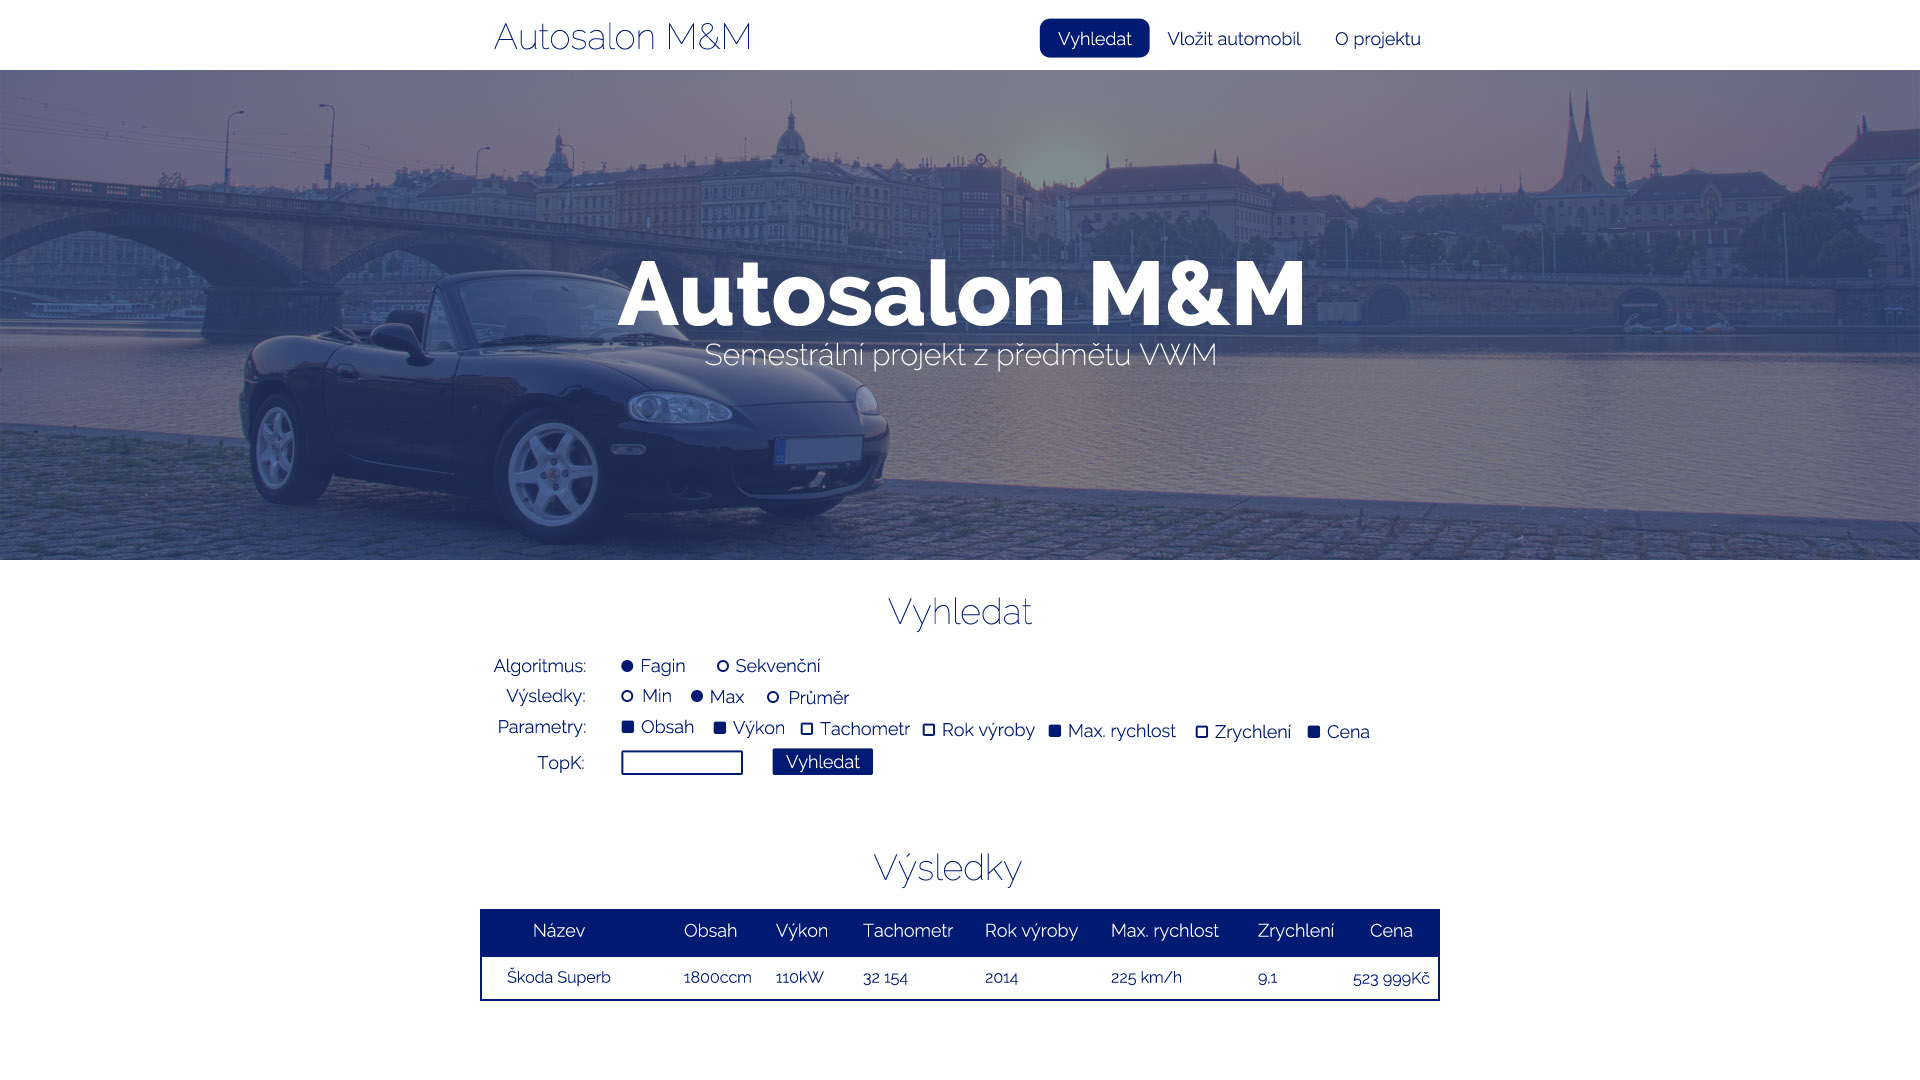 Autosalon M&M
Vyhledat Vložit automobil O projektu
Autosalon M&M
Semestrální projekt z předmětu VWM
Vyhledat
Algoritmus: Fagin Sekvenční
Výsledky: Min Max Průměr
Parametry: Obsah Výkon Tachometr Rok výroby Max. rychlost Zrychlení Cena
TopK: Vyhledat
Výsledky
Název Obsah Výkon Tachometr Rok výroby Max. rychlost Zrychlení Cena
Škoda Superb 1800ccm 110kW 32 154 2014 225 km/h 9,1 523 999Kč